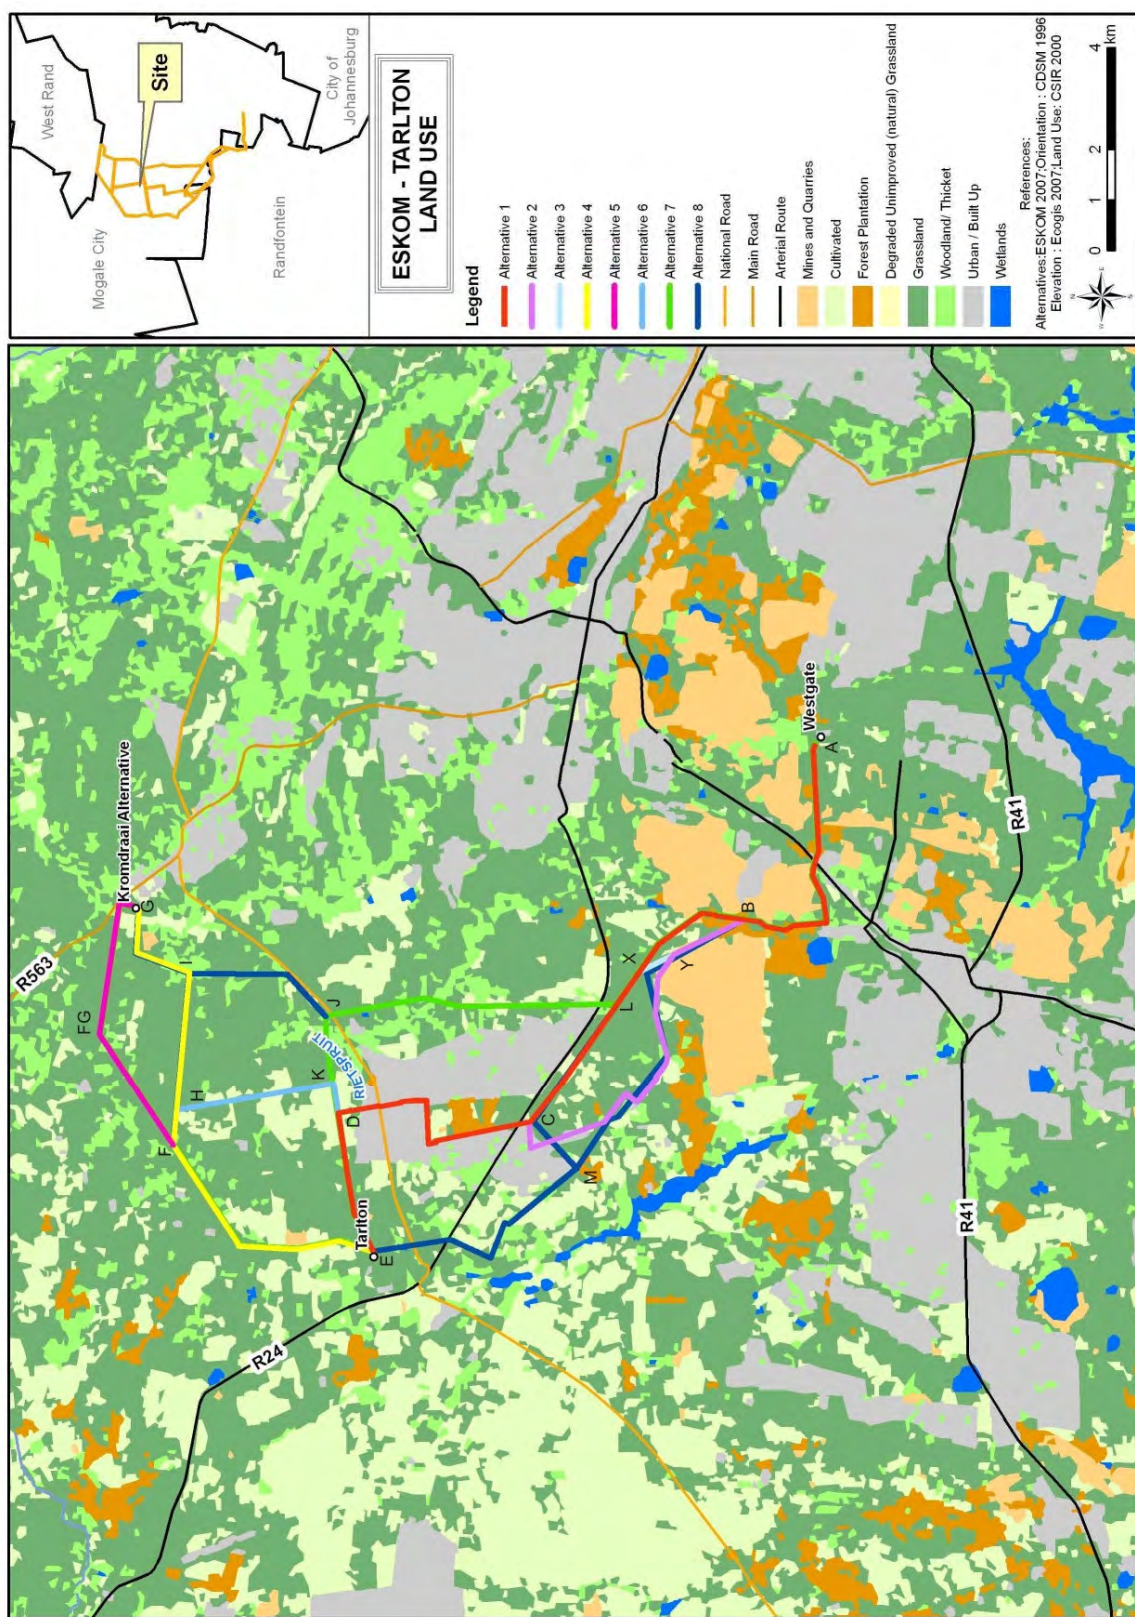 West Rand
Mogale City
Site
Randfontein
City of
Johannesburg
ESKOM - TARLTON
LAND USE
Legend
Alternative 1
Alternative 2
Alternative 3
Alternative 4
Alternative 5
Alternative 6
Alternative 7
Alternative 8
National Road
Main Road
Arterial Route
Mines and Quarries
Cultivated
Forest Plantation
Degraded Unimproved (natural) Grassland
Grassland
Woodland/ Thicket
Urban / Built Up
Wetlands
References:
Alternatives:ESKOM 2007;Orientation : CDSM 1996
Elevation : Ecogis 2007;Land Use: CSIR 2000
N
E
S
W
0
1
2
4
km
R563
Kromdraai Alternative
G
FG
I
H
F
J
K
RIETSPRUIT
D
Tarlton
E
L
X
Y
C
M
B
Westgate
A
R24
R41
R41